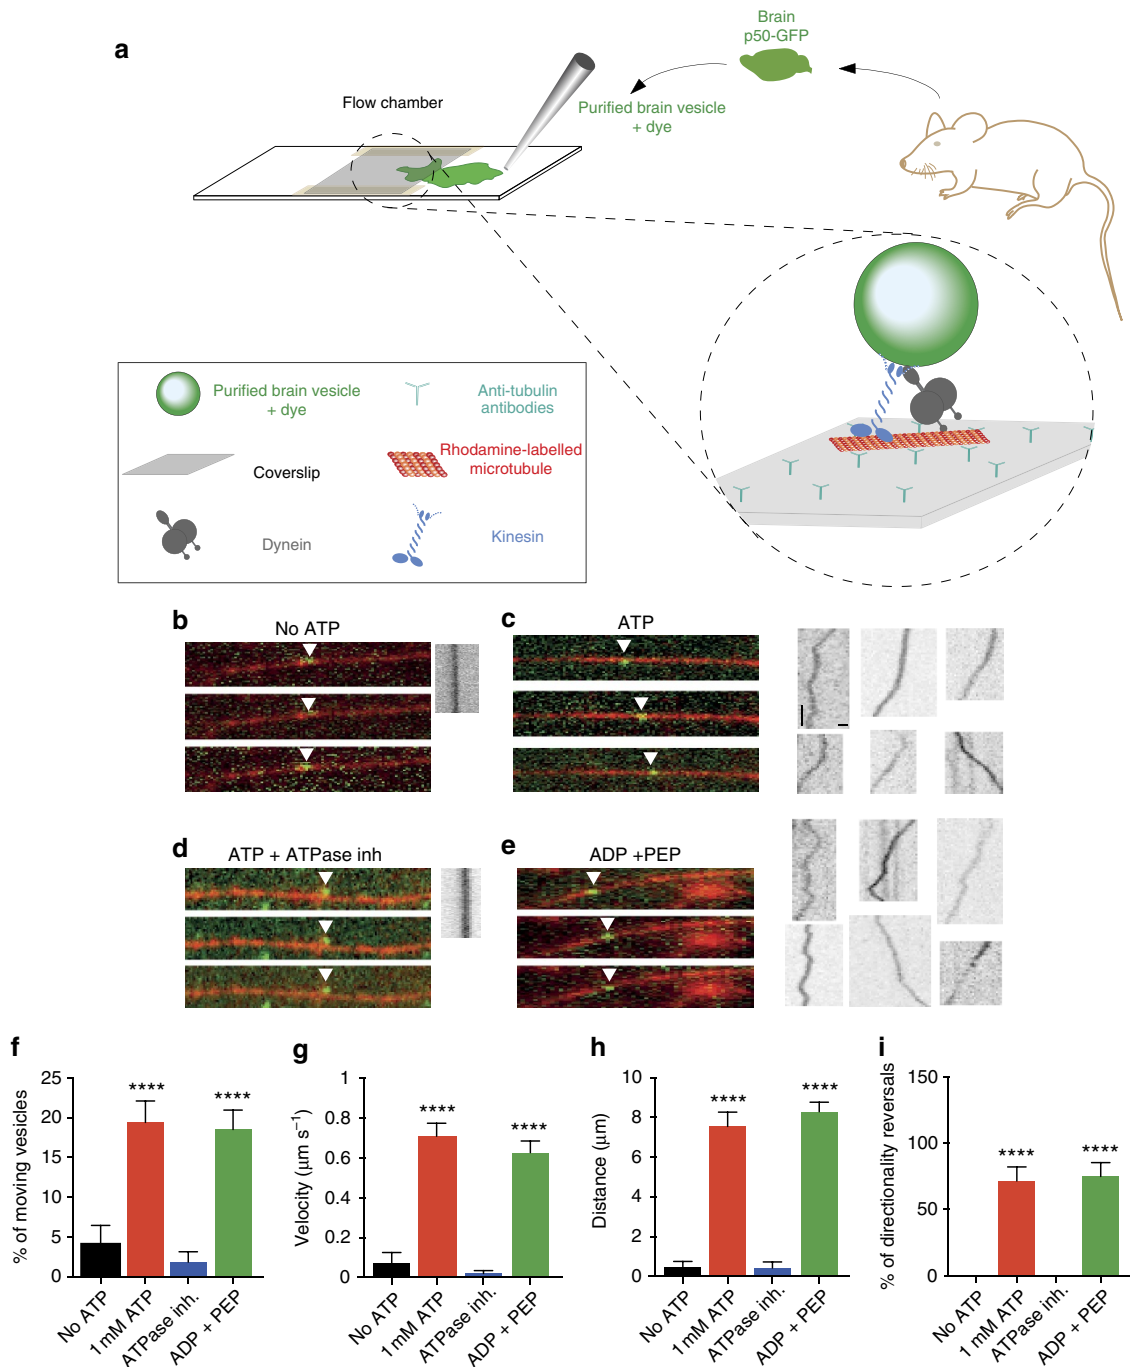 a
Brain
p50-GFP
Flow chamber
Purified brain vesicle
+ dye
Purified brain vesicle
+ dye
Anti-tubulin
antibodies
Coverslip
Rhodamine-labelled
microtubule
Dynein
Kinesin
b
No ATP
c
ATP
d
ATP + ATPase inh
e
ADP +PEP
f
% of moving vesicles
25
20
15
10
5
0
****
****
No ATP
1 mM ATP
ATPase inh.
ADP + PEP
g
Velocity (μm s⁻¹)
1
0.8
0.6
0.4
0.2
0
****
****
No ATP
1 mM ATP
ATPase inh.
ADP + PEP
h
Distance (μm)
10
8
6
4
2
0
****
****
No ATP
1 mM ATP
ATPase inh.
ADP + PEP
i
% of directionality reversals
150
100
50
0
****
****
No ATP
1 mM ATP
ATPase inh.
ADP + PEP